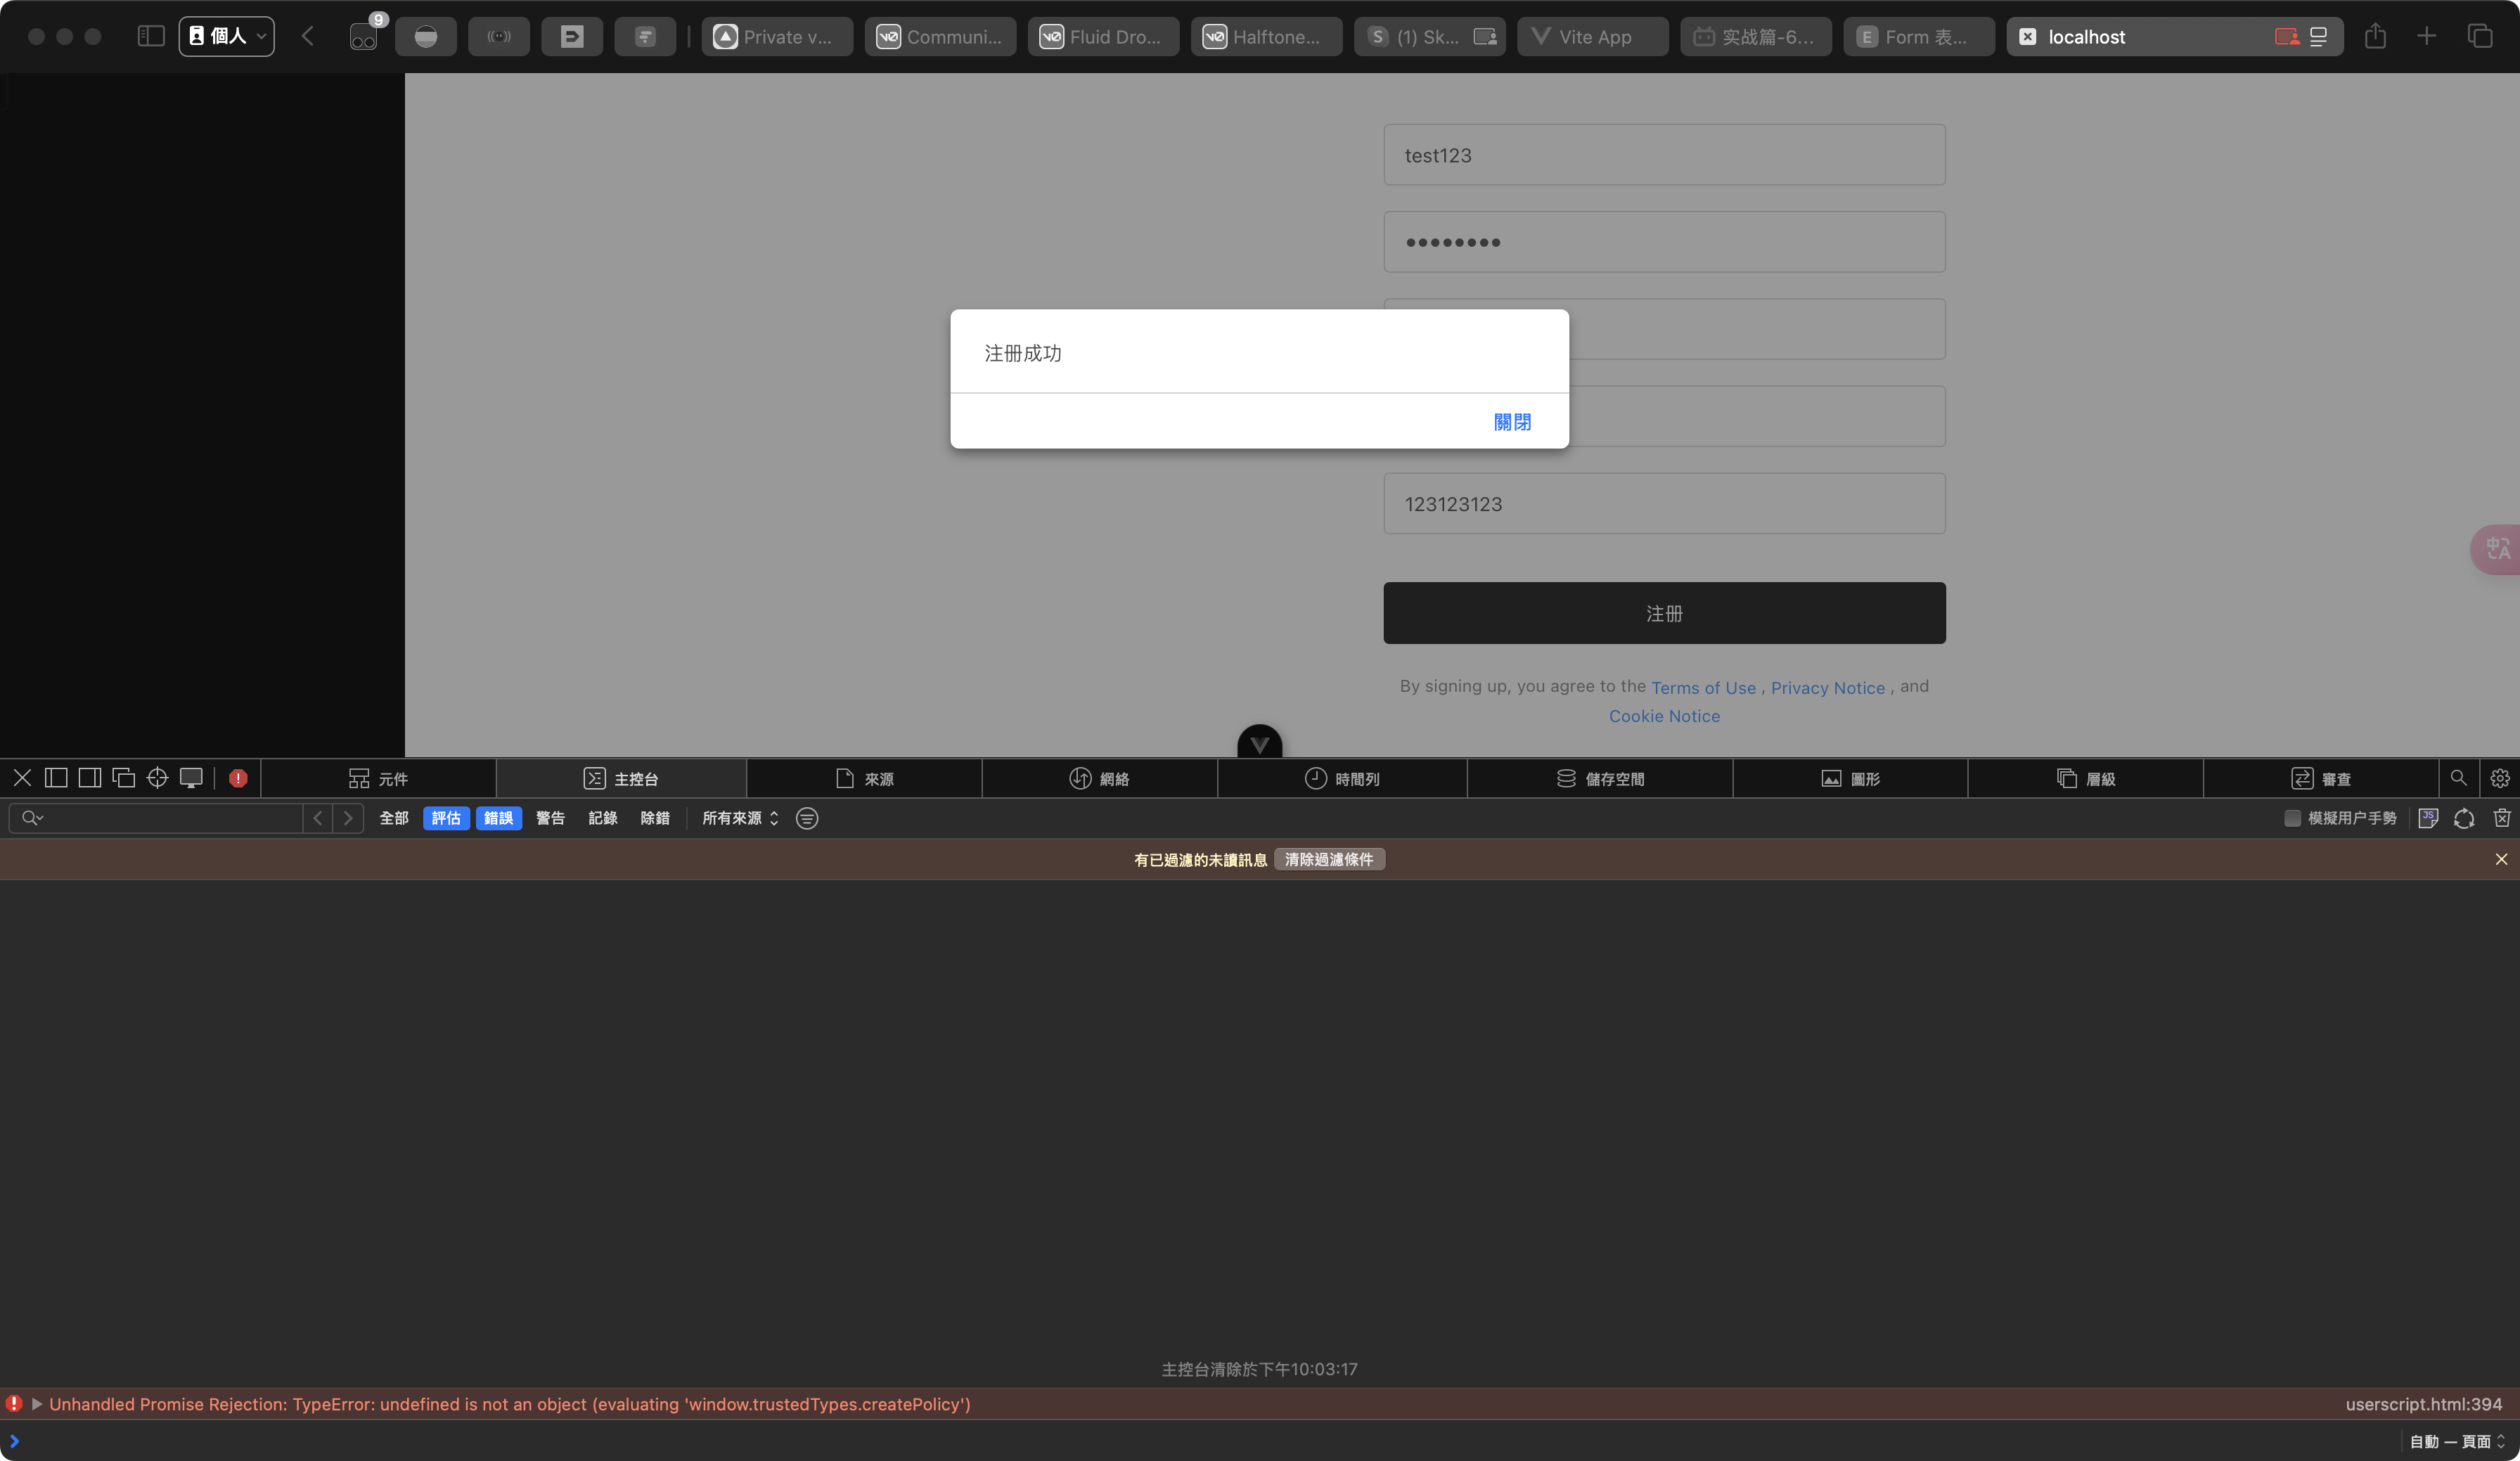 個人
9
Private v...
Communi...
Fluid Dro...
Halftone...
S (1) Sk...
Vite App
实战篇-6...
E Form 表...
localhost
test123
注册成功
關閉
123123123
注册
By signing up, you agree to the Terms of Use , Privacy Notice , and
Cookie Notice
中A
元件
主控台
來源
網絡
時間列
儲存空間
圖形
層級
審查
全部
評估
錯誤
警告
記錄
除錯
所有來源
模擬用户手勢
JS
有已過濾的未讀訊息
清除過濾條件
主控台清除於下午10:03:17
Unhandled Promise Rejection: TypeError: undefined is not an object (evaluating 'window.trustedTypes.createPolicy')
userscript.html:394
自動 — 頁面